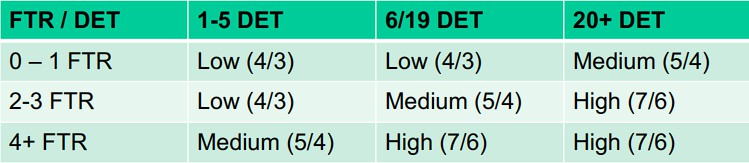 FTR / DET 1-5 DET 6/19 DET 20+ DET
0 – 1 FTR Low (4/3) Low (4/3) Medium (5/4)
2-3 FTR Low (4/3) Medium (5/4) High (7/6)
4+ FTR Medium (5/4) High (7/6) High (7/6)